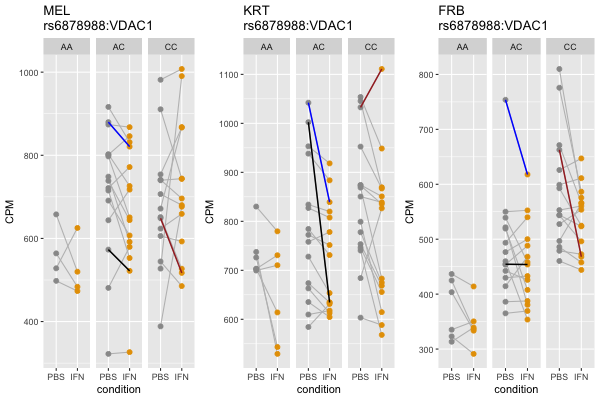 MEL
rs6878988:VDAC1
AA AC CC
CPM
1000
800
600
400
PBS IFN PBS IFN PBS IFN
condition
KRT
rs6878988:VDAC1
AA AC CC
CPM
1100
1000
900
800
700
600
PBS IFN PBS IFN PBS IFN
condition
FRB
rs6878988:VDAC1
AA AC CC
CPM
800
700
600
500
400
300
PBS IFN PBS IFN PBS IFN
condition